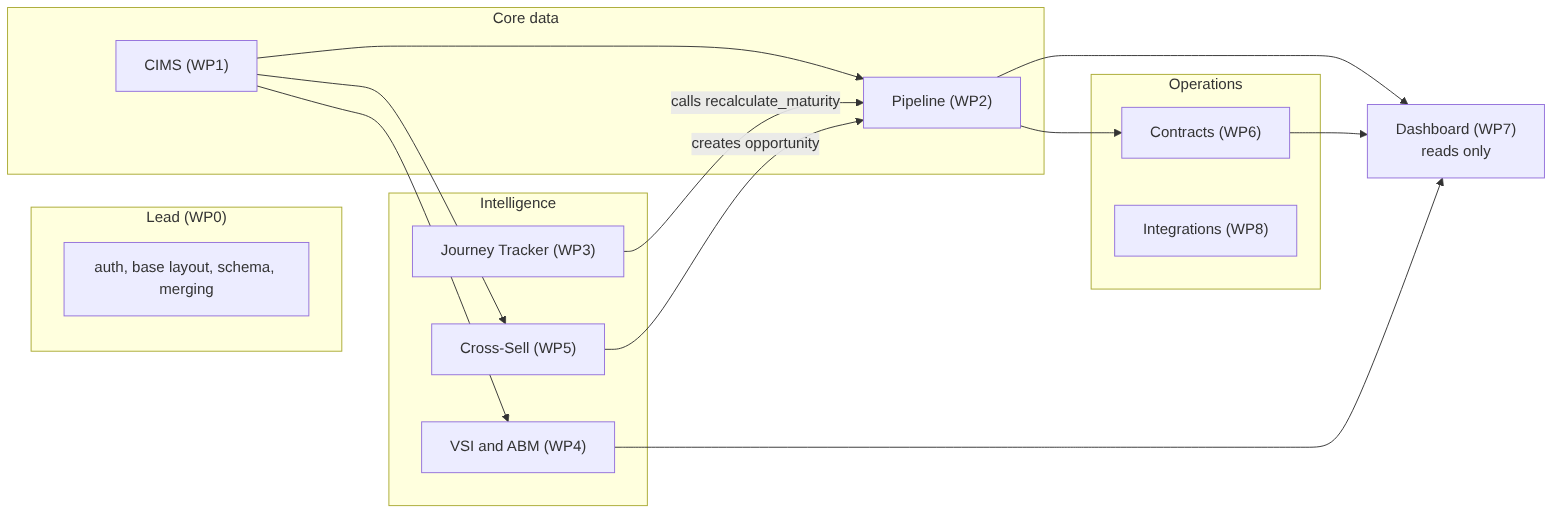 Core data
CIMS (WP1)
Pipeline (WP2)
calls recalculate_maturity
creates opportunity
Operations
Contracts (WP6)
Integrations (WP8)
Dashboard (WP7)
reads only
Lead (WP0)
auth, base layout, schema,
merging
Intelligence
Journey Tracker (WP3)
Cross-Sell (WP5)
VSI and ABM (WP4)